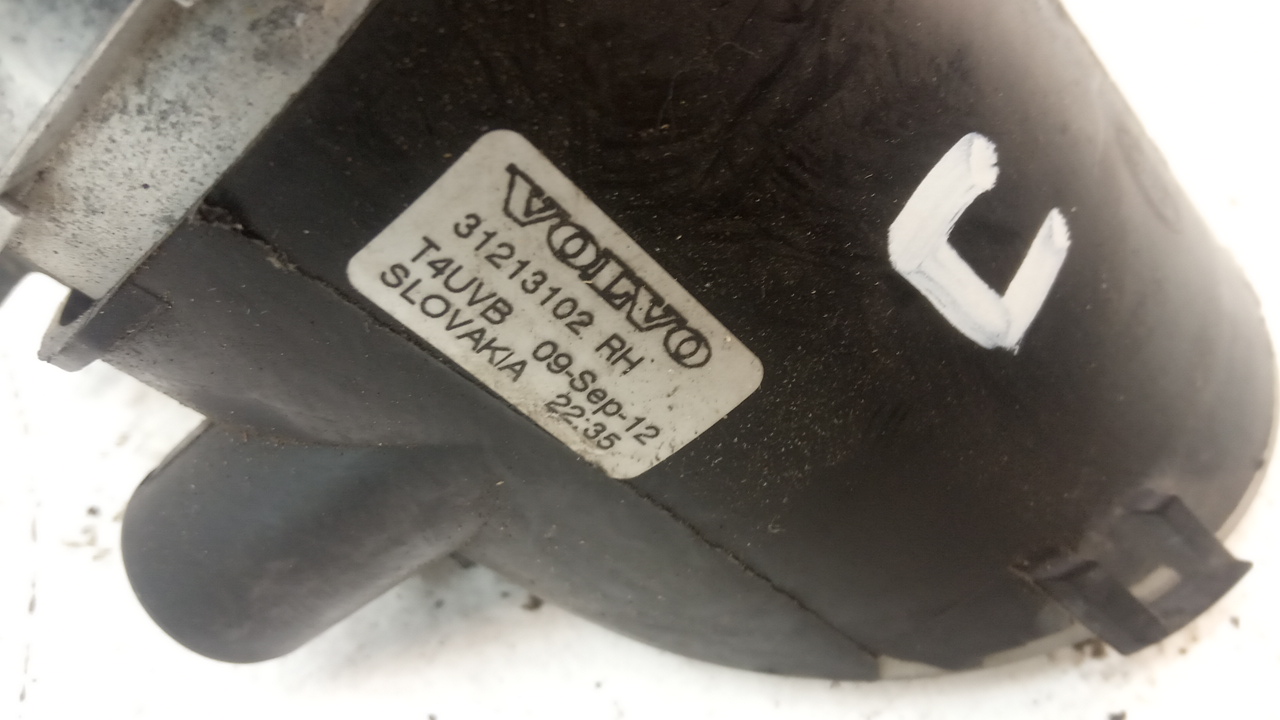 VOLVO
31213102 RH
T4UVB 09-Sep-12
SLOVAKIA 22:35